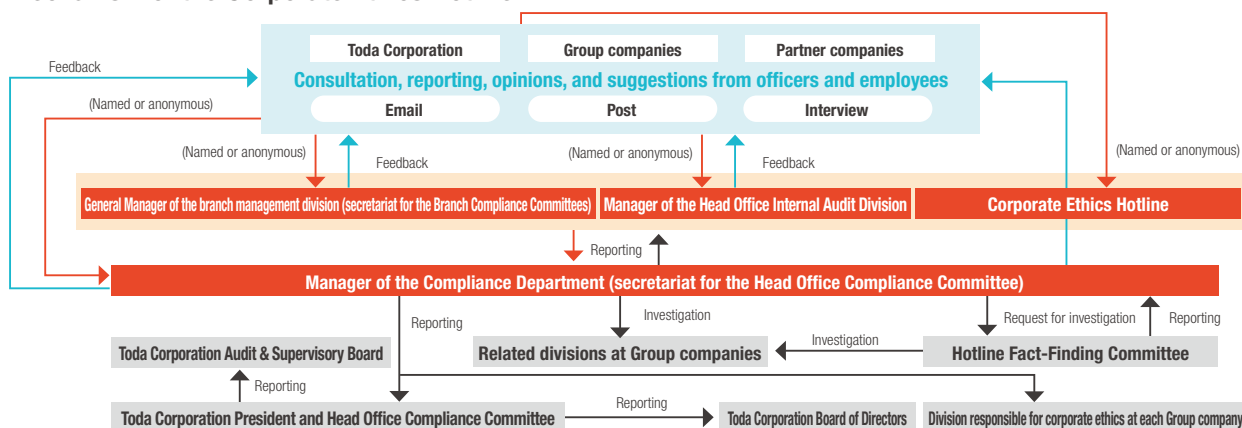 Toda Corporation
Group companies
Partner companies
Feedback
Consultation, reporting, opinions, and suggestions from officers and employees
(Named or anonymous)
Email
Post
Interview
(Named or anonymous)
Feedback
(Named or anonymous)
Feedback
(Named or anonymous)
General Manager of the branch management division (secretariat for the Branch Compliance Committees)
Manager of the Head Office Internal Audit Division
Corporate Ethics Hotline
Reporting
Manager of the Compliance Department (secretariat for the Head Office Compliance Committee)
Reporting
Investigation
Request for investigation
Reporting
Toda Corporation Audit & Supervisory Board
Related divisions at Group companies
Investigation
Hotline Fact-Finding Committee
Reporting
Toda Corporation President and Head Office Compliance Committee
Reporting
Toda Corporation Board of Directors
Division responsible for corporate ethics at each Group company